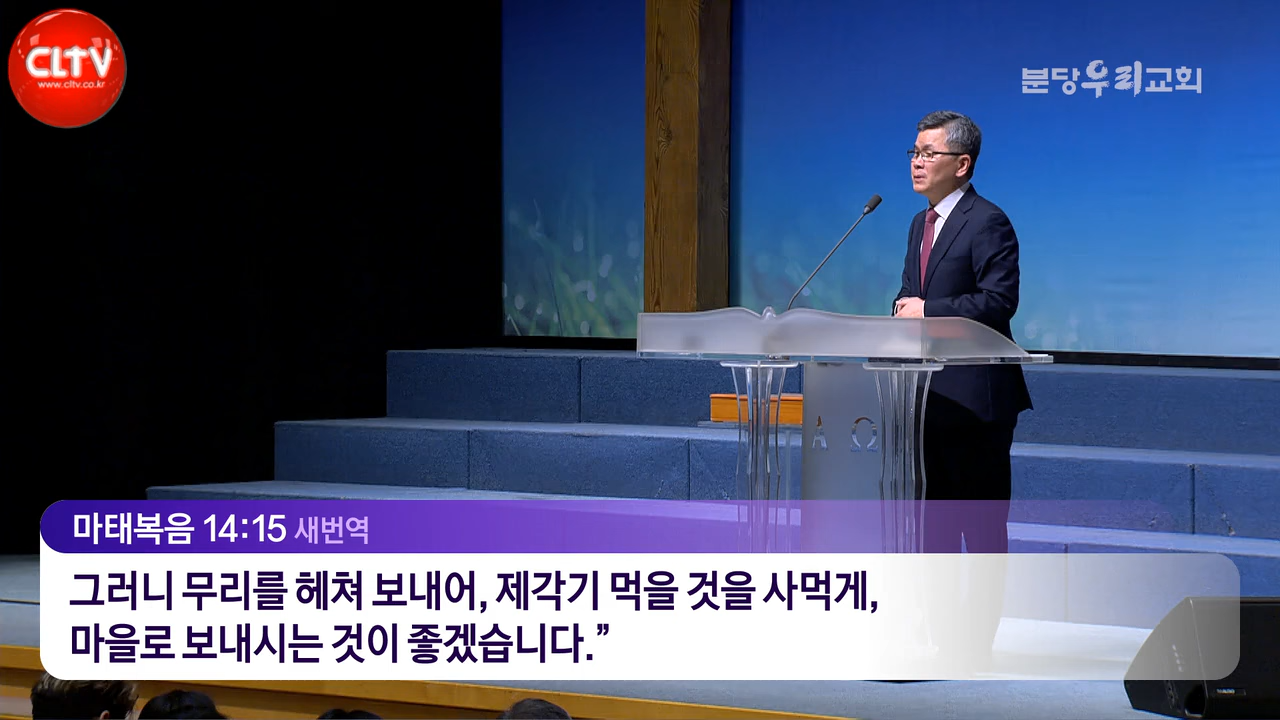 CLTV
www.cltv.co.kr
분당우리교회
Α Ω
마태복음 14:15 새번역
그러니 무리를 헤쳐 보내어, 제각기 먹을 것을 사먹게,
마을로 보내시는 것이 좋겠습니다.”